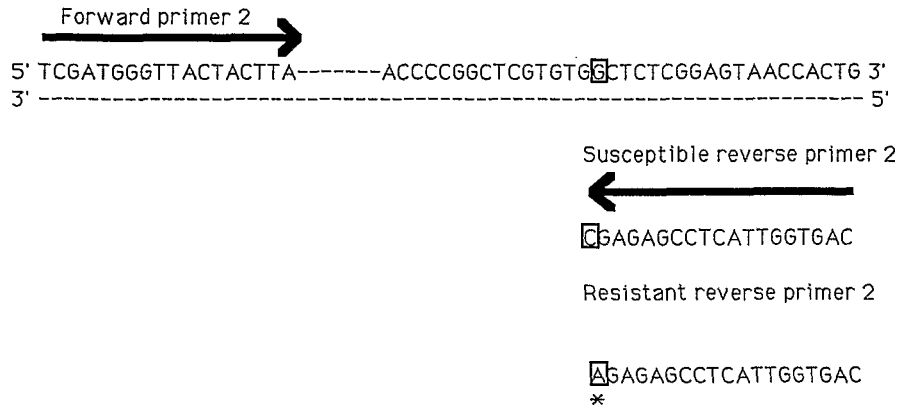 Forward primer 2
5' TCGATGGGTTACTACTTA-------ACCCCGGCTCGTGTGGCTCTCGGAGTAACCACTG 3'
3' ------------------------------------------------------------- 5'
Susceptible reverse primer 2
CGAGAGCCTCATTGGTGAC
Resistant reverse primer 2
AGAGAGCCTCATTGGTGAC
*